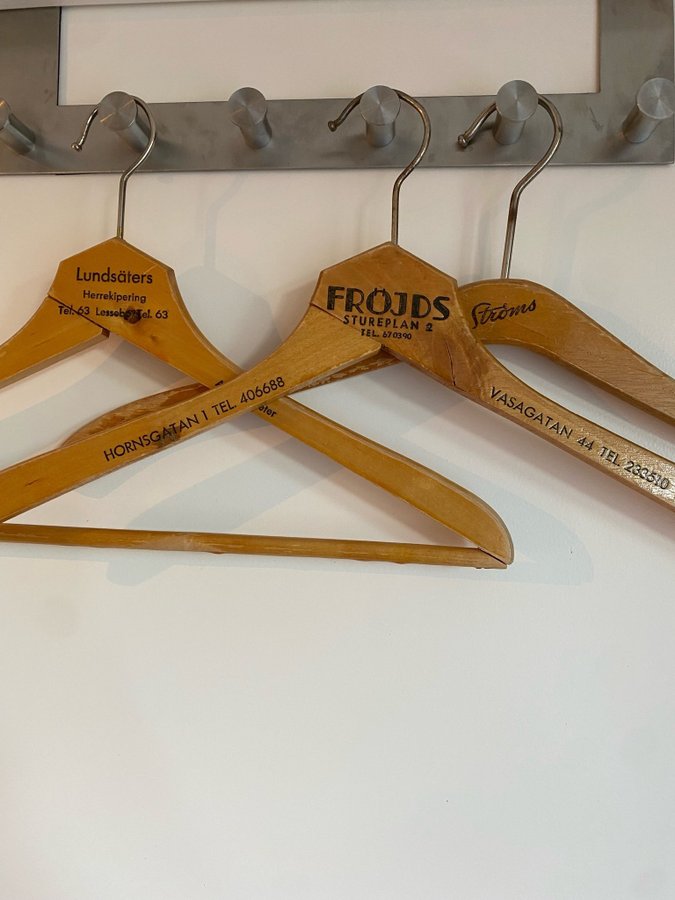 Lundsäters
Herrekipering
Tel. 63 Lessebo Tel. 63
FRÖJDS
STUREPLAN 2
TEL. 670390
HORNSGATAN 1 TEL. 406688
VASAGATAN 44 TEL. 233510
Ströms